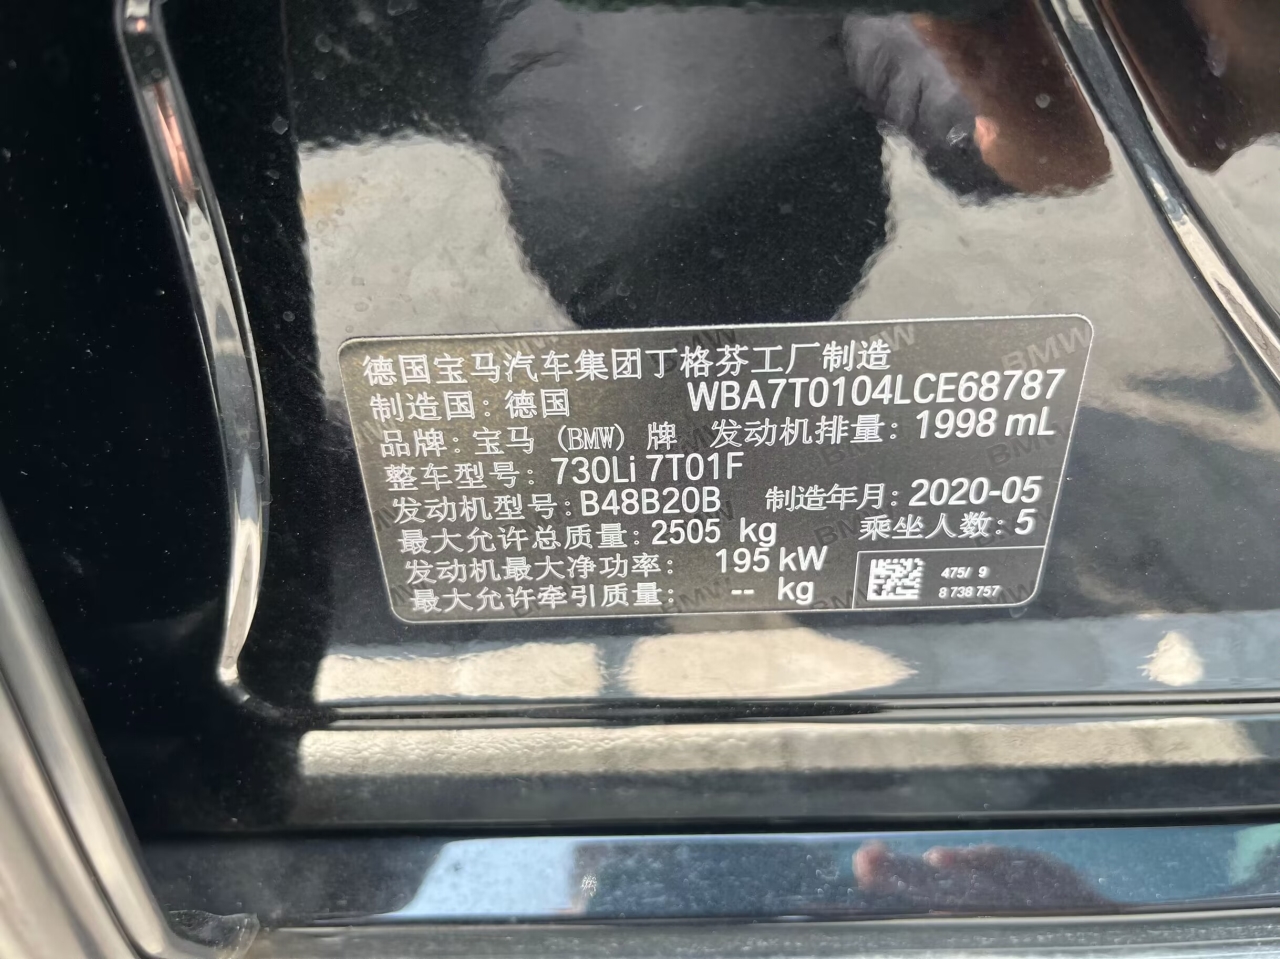 德国宝马汽车集团丁格芬工厂制造
制造国：德国 WBA7T0104LCE68787
品牌：宝马 (BMW) 牌 发动机排量：1998 mL
整车型号：730Li 7T01F
发动机型号：B48B20B 制造年月：2020-05
最大允许总质量：2505 kg 乘坐人数：5
发动机最大净功率： 195 kW
最大允许牵引质量： -- kg
475/ 9
8 738 757